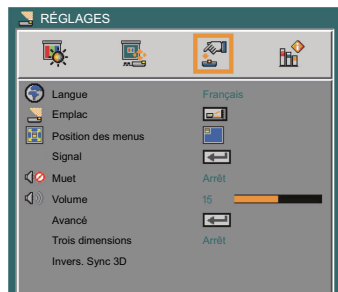 RÉGLAGES
Langue Français
Emplac
Position des menus
Signal
Muet Arrêt
Volume 15
Avancé
Trois dimensions Arrêt
Invers. Sync 3D